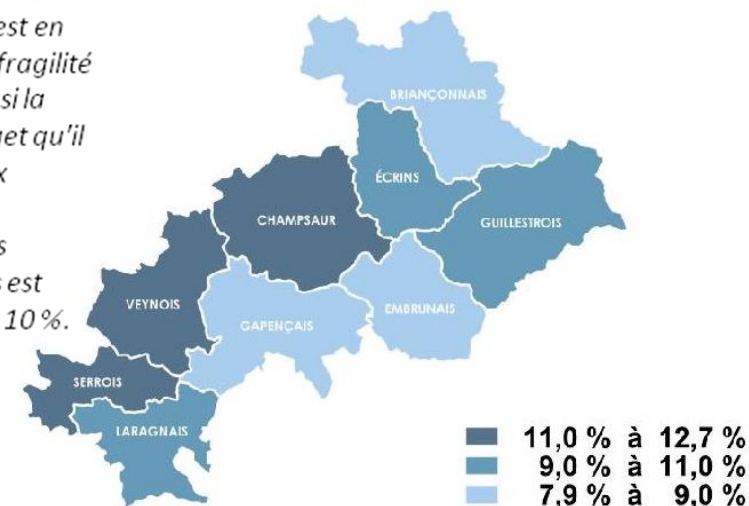 est en
fragilité
si la
et qu'il
x
s
s est
10 %.
BRIANÇONNAIS
ÉCRINS
GUILLESTROIS
CHAMPSAUR
VEYNOIS
GAPENÇAIS
EMBRUNAIS
SERROIS
LARAGNAIS
11,0 % à 12,7 %
9,0 % à 11,0 %
7,9 % à 9,0 %